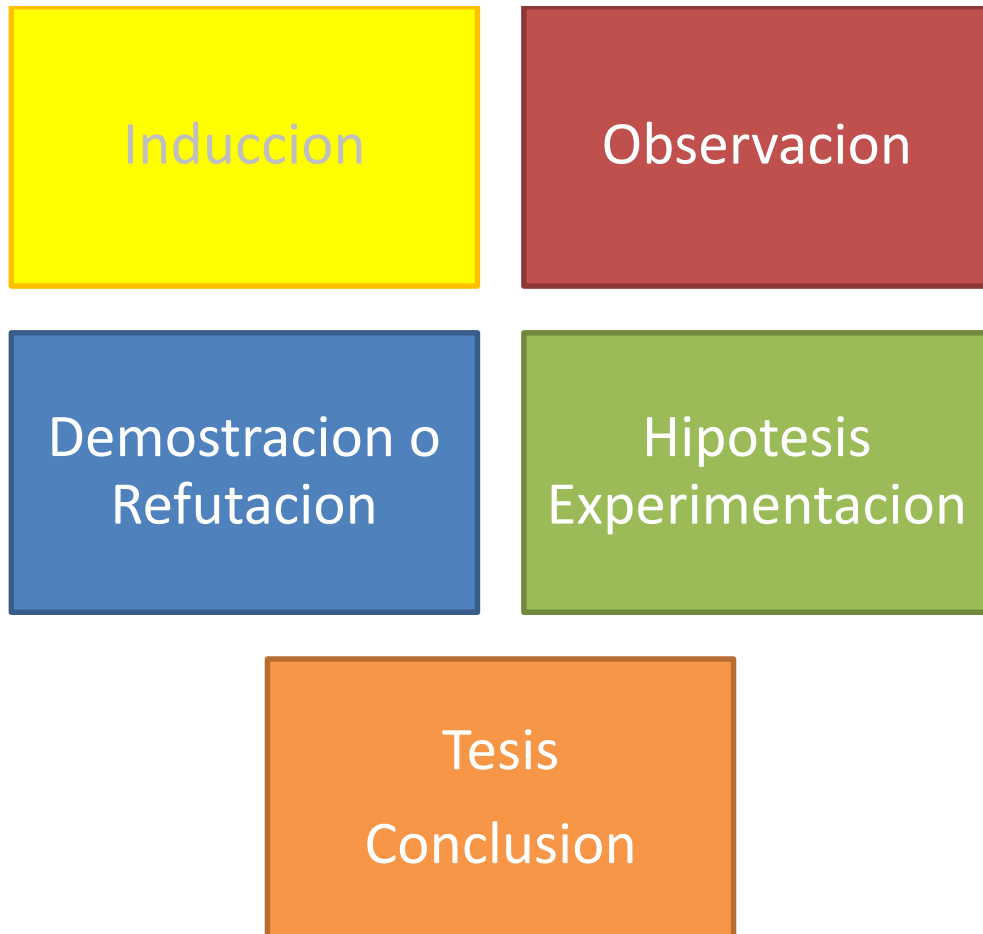 Induccion
Observacion
Demostracion o
Refutacion
Hipotesis
Experimentacion
Tesis
Conclusion